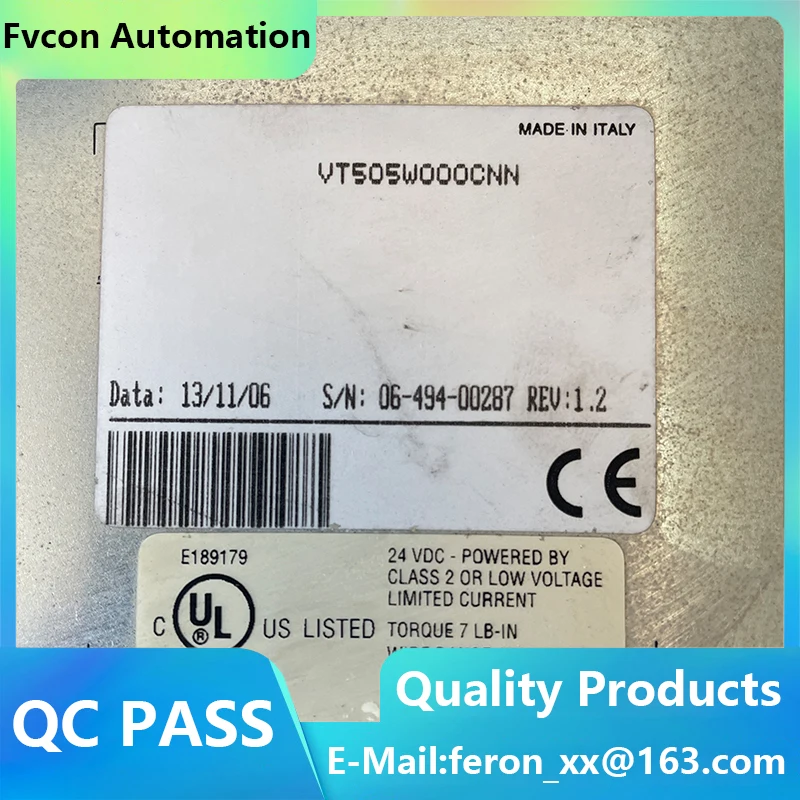 Fvcon Automation
MADE IN ITALY
VT505W000CNN
Data: 13/11/06 S/N: 06-494-00287 REV:1.2
CE
E189179
24 VDC - POWERED BY
CLASS 2 OR LOW VOLTAGE
LIMITED CURRENT
C UL ® US LISTED TORQUE 7 LB-IN
QC PASS
Quality Products
E-Mail:feron_xx@163.com